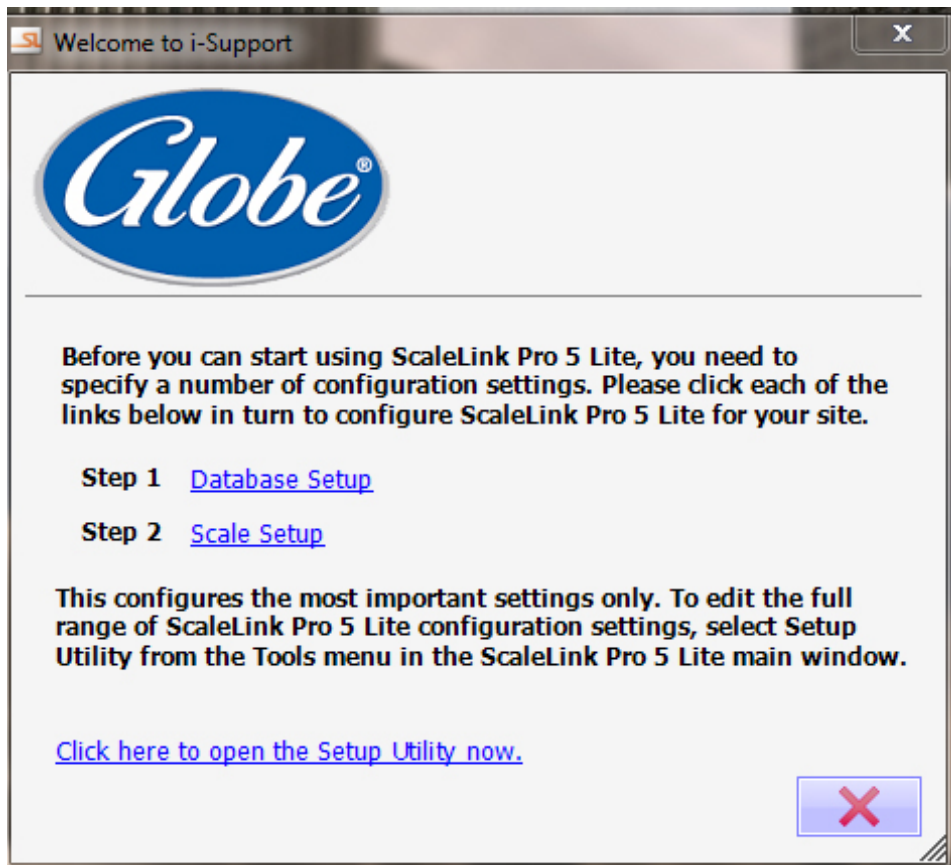 SL Welcome to i-Support
Globe®
Before you can start using ScaleLink Pro 5 Lite, you need to
specify a number of configuration settings. Please click each of the
links below in turn to configure ScaleLink Pro 5 Lite for your site.
Step 1 Database Setup
Step 2 Scale Setup
This configures the most important settings only. To edit the full
range of ScaleLink Pro 5 Lite configuration settings, select Setup
Utility from the Tools menu in the ScaleLink Pro 5 Lite main window.
Click here to open the Setup Utility now.